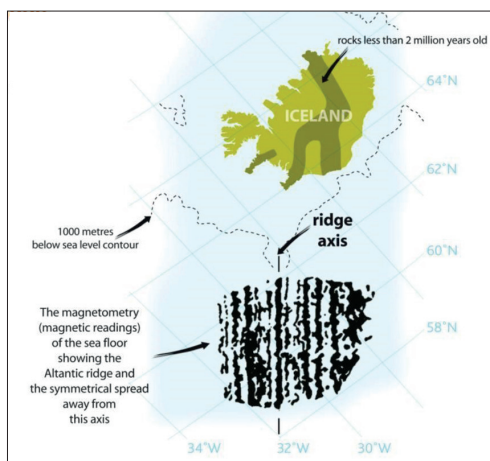 rocks less than 2 million years old
64˚N
ICELAND
62˚N
ridge
axis
1000 metres
below sea level contour
60˚N
The magnetometry
(magnetic readings)
of the sea floor
showing the
Altantic ridge and
the symmetrical spread
away from
this axis
58˚N
34˚W
32˚W
30˚W